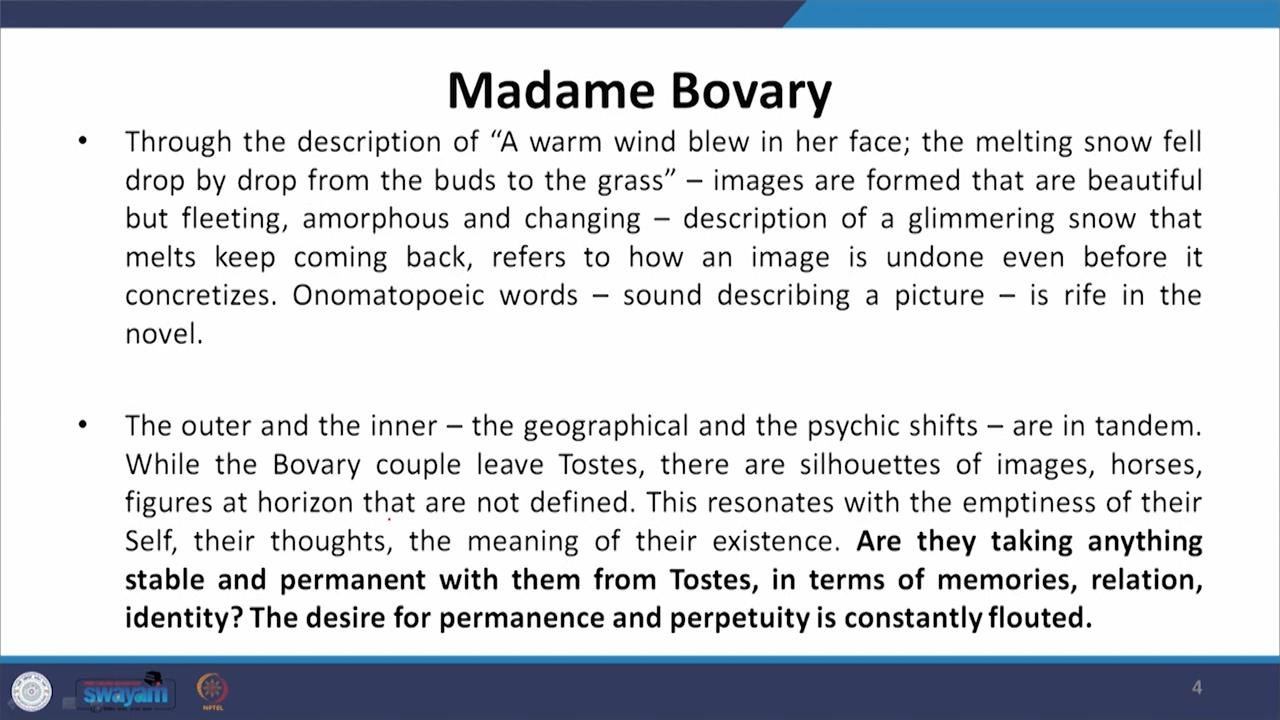 Madame Bovary
• Through the description of “A warm wind blew in her face; the melting snow fell
drop by drop from the buds to the grass” – images are formed that are beautiful
but fleeting, amorphous and changing – description of a glimmering snow that
melts keep coming back, refers to how an image is undone even before it
concretizes. Onomatopoeic words – sound describing a picture – is rife in the
novel.
• The outer and the inner – the geographical and the psychic shifts – are in tandem.
While the Bovary couple leave Tostes, there are silhouettes of images, horses,
figures at horizon that are not defined. This resonates with the emptiness of their
Self, their thoughts, the meaning of their existence. Are they taking anything
stable and permanent with them from Tostes, in terms of memories, relation,
identity? The desire for permanence and perpetuity is constantly flouted.
swayam
NPTEL
4